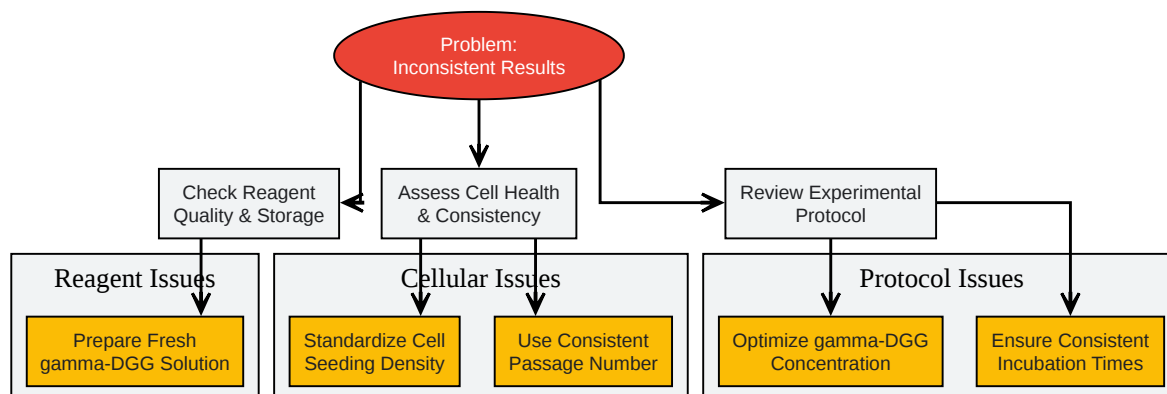 Problem:
Inconsistent Results
Check Reagent
Quality & Storage
Assess Cell Health
& Consistency
Review Experimental
Protocol
Reagent Issues
Cellular Issues
Protocol Issues
Prepare Fresh
gamma-DGG Solution
Standardize Cell
Seeding Density
Use Consistent
Passage Number
Optimize gamma-DGG
Concentration
Ensure Consistent
Incubation Times